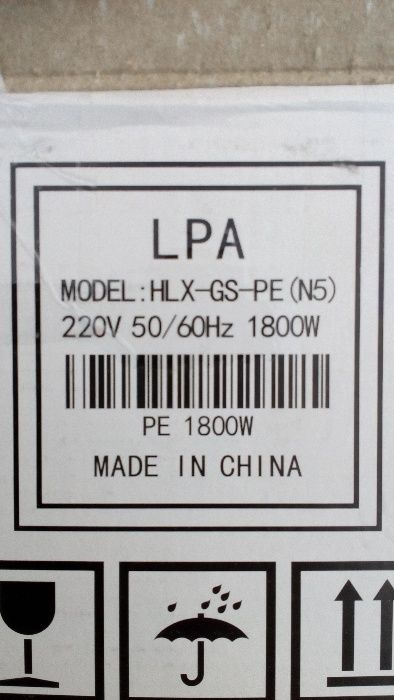 LPA
MODEL:HLX-GS-PE(N5)
220V 50/60Hz 1800W
PE 1800W
MADE IN CHINA